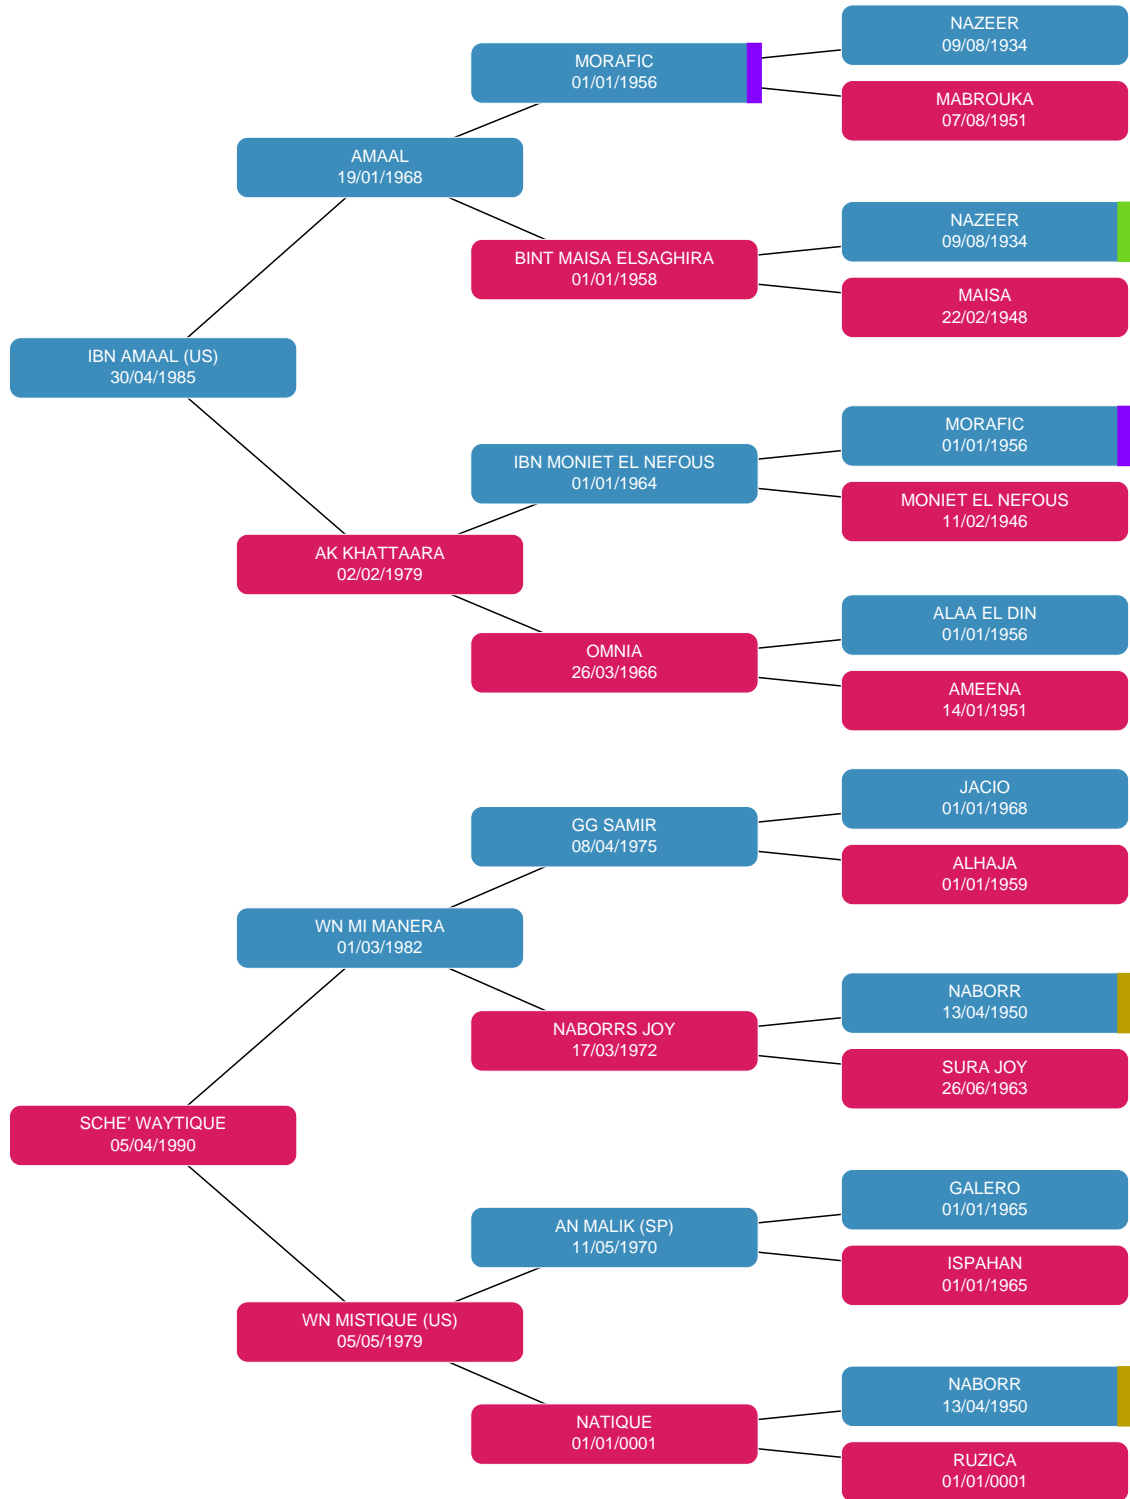 NAZEER
09/08/1934
MORAFIC
01/01/1956
MABROUKA
07/08/1951
AMAAL
19/01/1968
NAZEER
09/08/1934
BINT MAISA ELSAGHIRA
01/01/1958
MAISA
22/02/1948
IBN AMAAL (US)
30/04/1985
MORAFIC
01/01/1956
IBN MONIET EL NEFOUS
01/01/1964
MONIET EL NEFOUS
11/02/1946
AK KHATTAARA
02/02/1979
ALAA EL DIN
01/01/1956
OMNIA
26/03/1966
AMEENA
14/01/1951
JACIO
01/01/1968
GG SAMIR
08/04/1975
ALHAJA
01/01/1959
WN MI MANERA
01/03/1982
NABORR
13/04/1950
NABORRS JOY
17/03/1972
SURA JOY
26/06/1963
SCHE' WAYTIQUE
05/04/1990
GALERO
01/01/1965
AN MALIK (SP)
11/05/1970
ISPAHAN
01/01/1965
WN MISTIQUE (US)
05/05/1979
NABORR
13/04/1950
NATIQUE
01/01/0001
RUZICA
01/01/0001